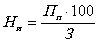 Нп = Пп · 100 / З